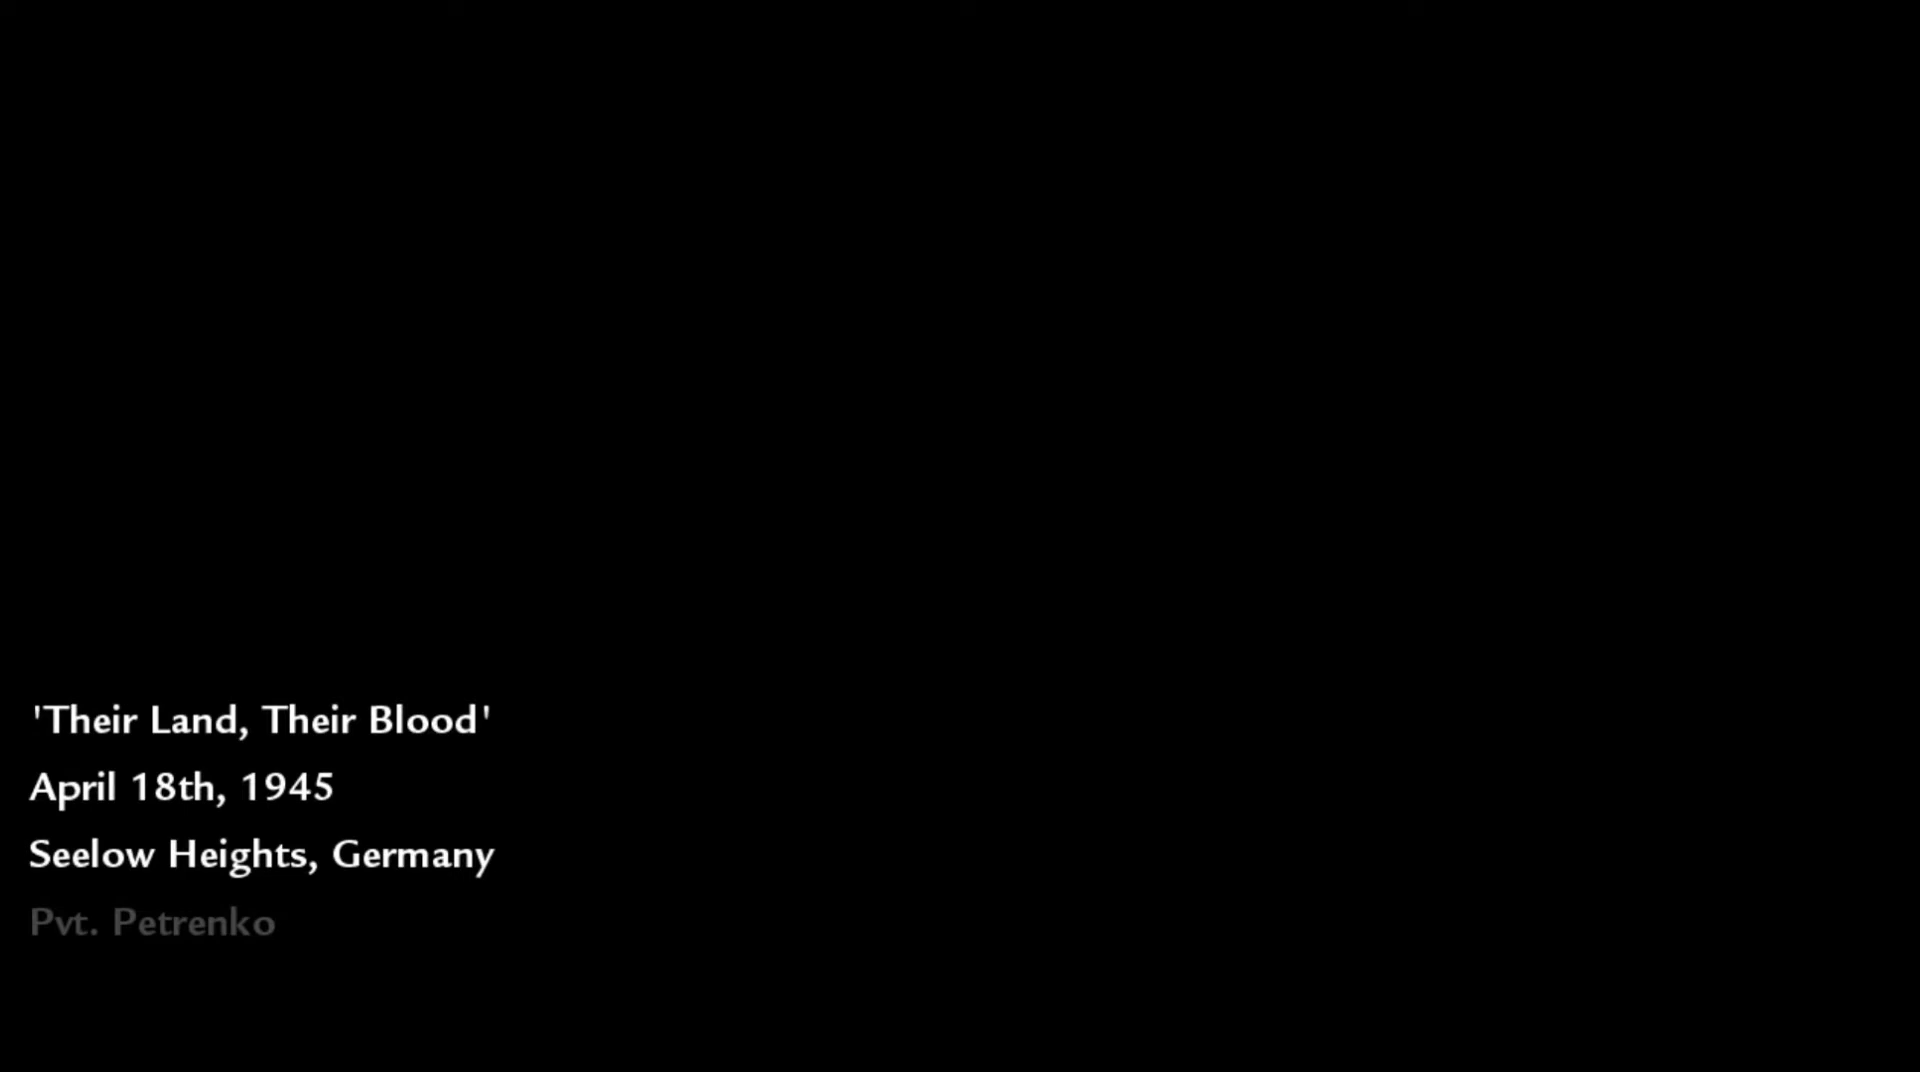 'Their Land, Their Blood'
April 18th, 1945
Seelow Heights, Germany
Pvt. Petrenko